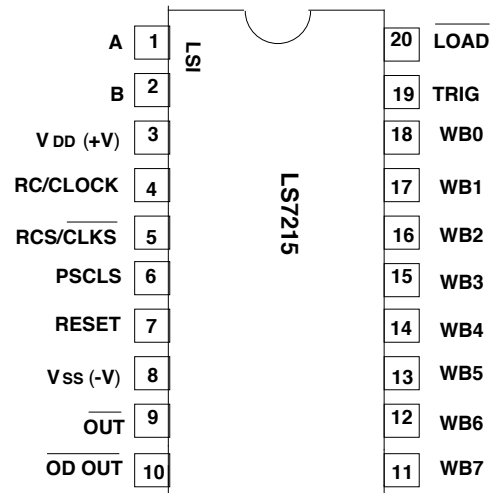 A 1 LSI 20 LOAD
B 2 19 TRIG
VDD (+V) 3 18 WB0
RC/CLOCK 4 17 WB1
RCS/CLKS 5 16 WB2
PSCLS 6 15 WB3
RESET 7 14 WB4
VSS (-V) 8 13 WB5
OUT 9 12 WB6
OD OUT 10 11 WB7
LS7215